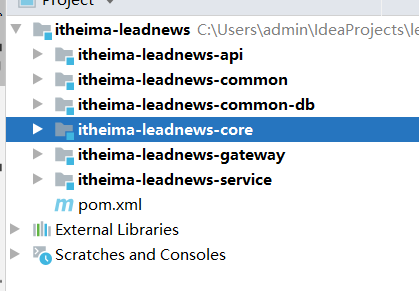 Project
itheima-leadnews C:\Users\admin\IdeaProjects\le
itheima-leadnews-api
itheima-leadnews-common
itheima-leadnews-common-db
itheima-leadnews-core
itheima-leadnews-gateway
itheima-leadnews-service
pom.xml
External Libraries
Scratches and Consoles